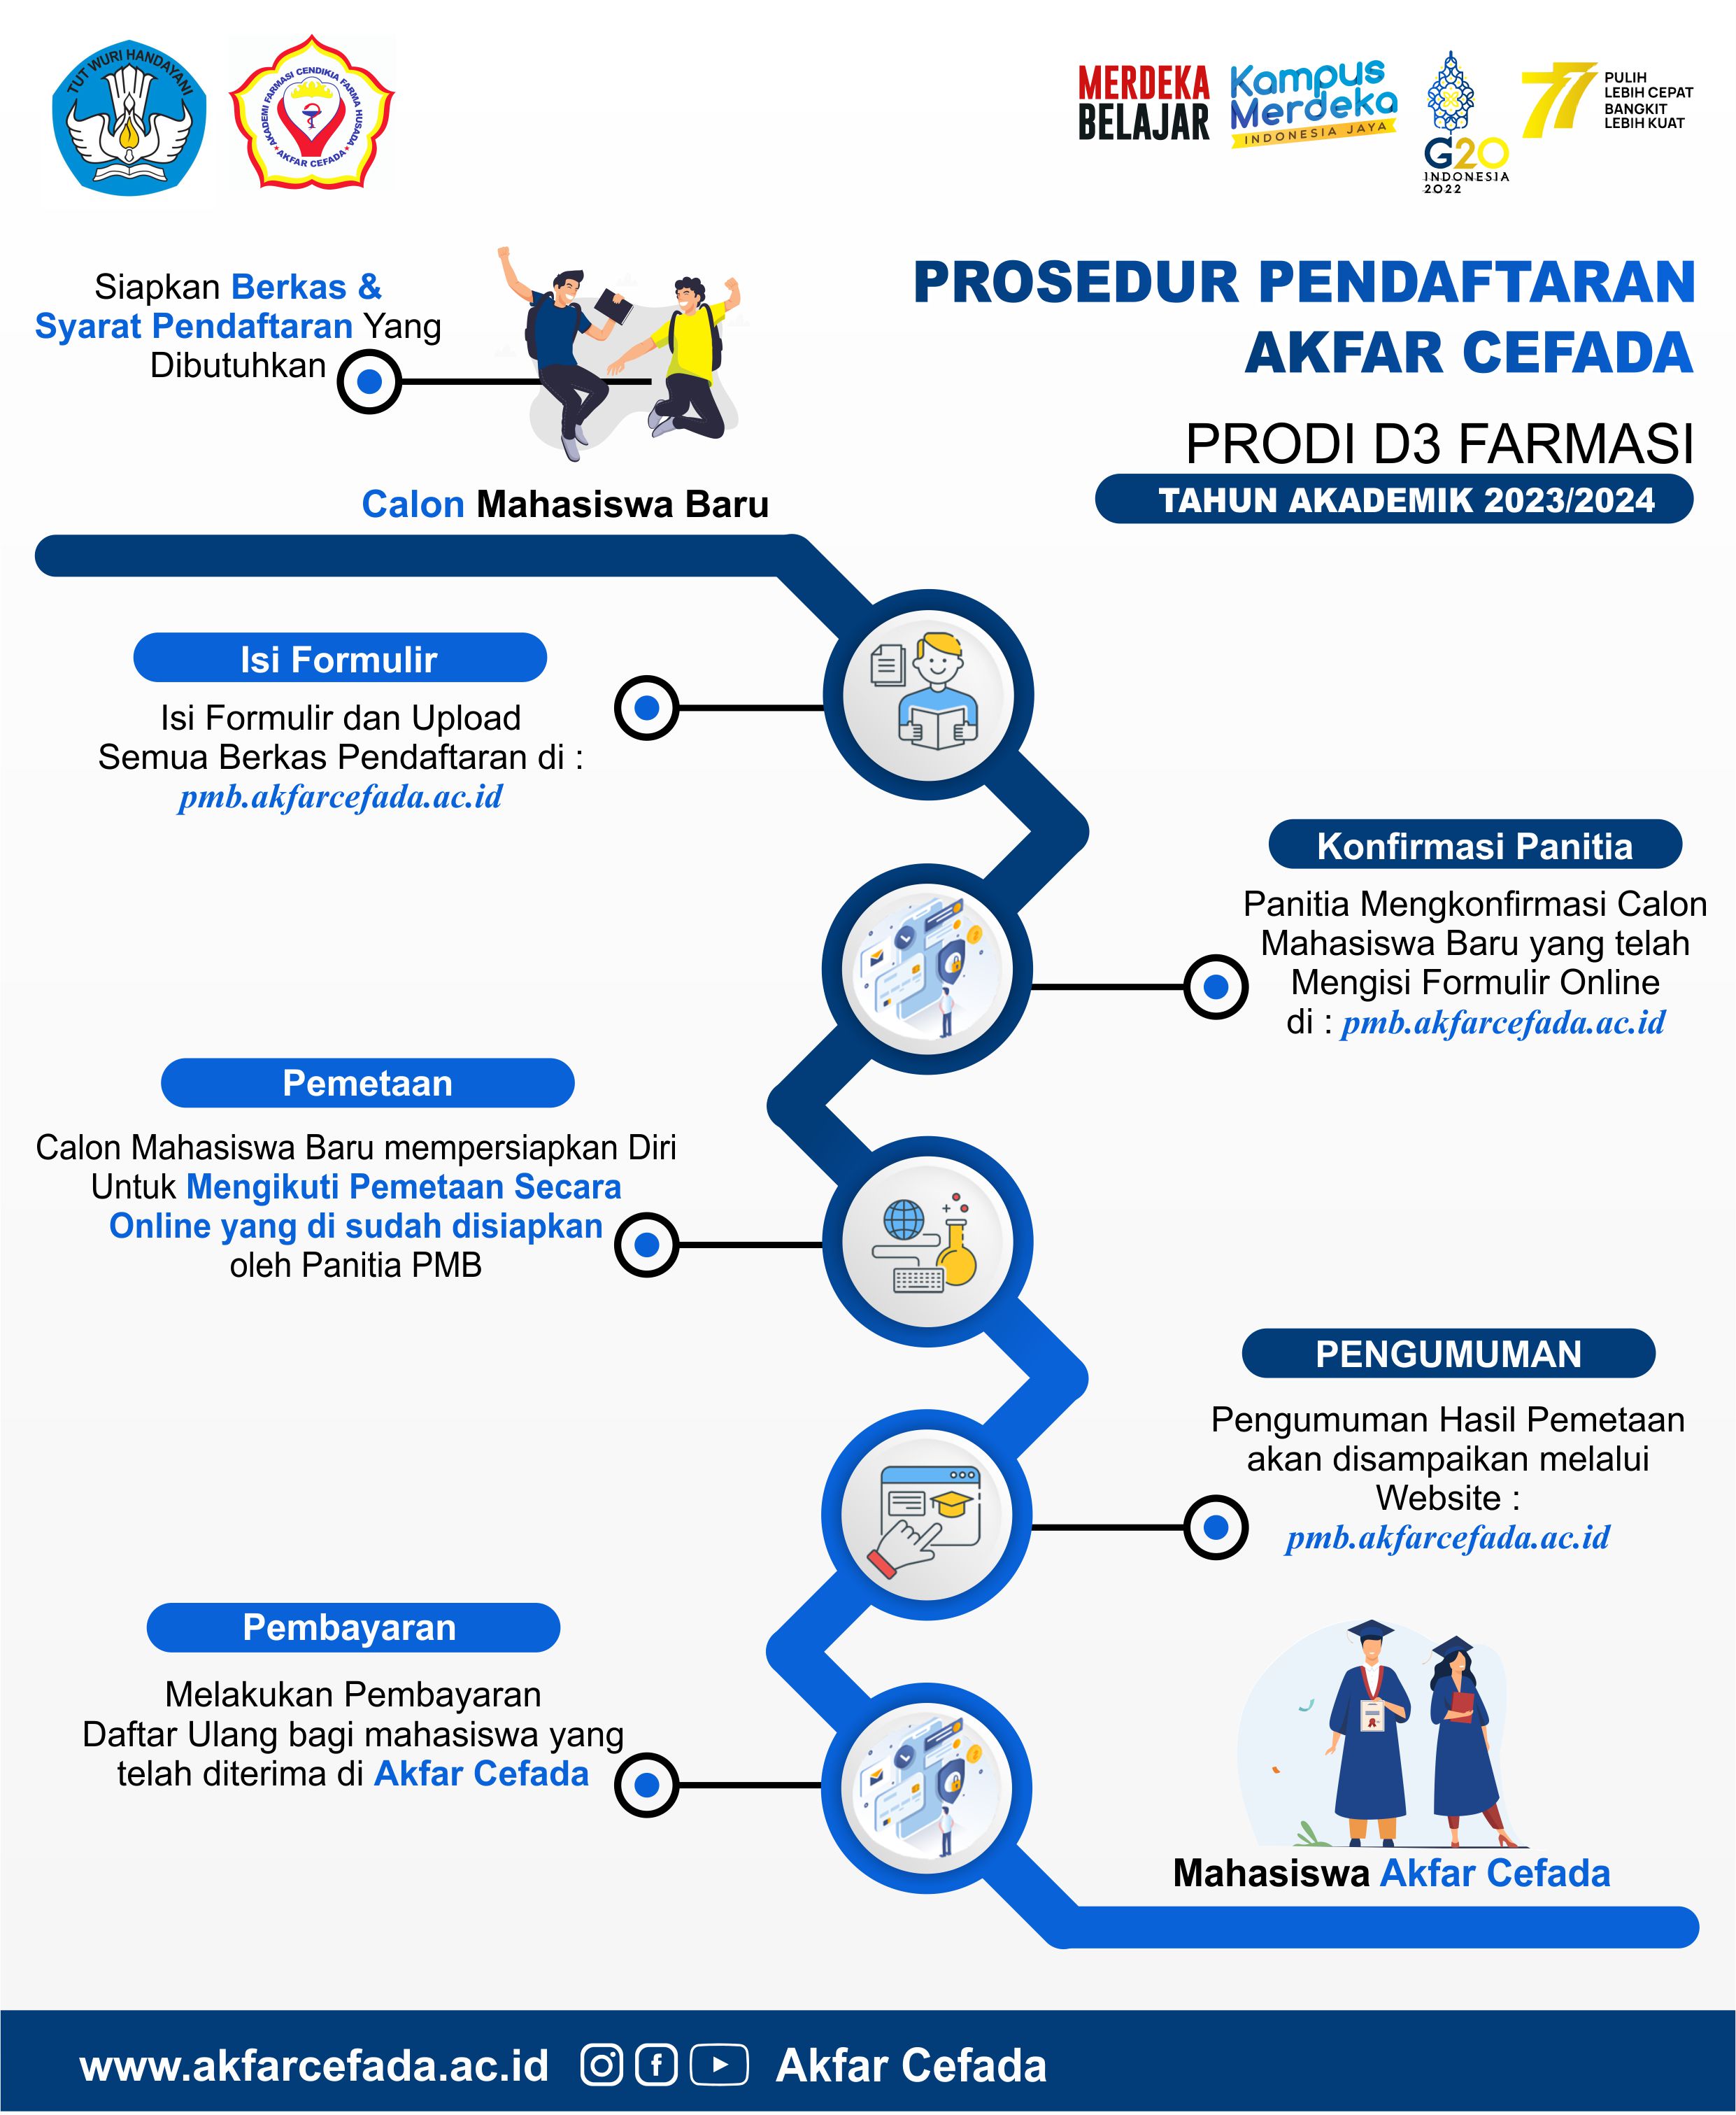 TUT WURI HANDAYANI
AKADEMI FARMASI CENDIKIA FARMA HUSADA
AKFAR CEFADA
MERDEKA
BELAJAR
Kampus
Merdeka
INDONESIA JAYA
G20
INDONESIA
2022
77
PULIH
LEBIH CEPAT
BANGKIT
LEBIH KUAT
PROSEDUR PENDAFTARAN
AKFAR CEFADA
PRODI D3 FARMASI
TAHUN AKADEMIK 2023/2024
Siapkan Berkas &
Syarat Pendaftaran Yang
Dibutuhkan
Calon Mahasiswa Baru
Isi Formulir
Isi Formulir dan Upload
Semua Berkas Pendaftaran di :
pmb.akfarcefada.ac.id
Konfirmasi Panitia
Panitia Mengkonfirmasi Calon
Mahasiswa Baru yang telah
Mengisi Formulir Online
di : pmb.akfarcefada.ac.id
Pemetaan
Calon Mahasiswa Baru mempersiapkan Diri
Untuk Mengikuti Pemetaan Secara
Online yang di sudah disiapkan
oleh Panitia PMB
PENGUMUMAN
Pengumuman Hasil Pemetaan
akan disampaikan melalui
Website :
pmb.akfarcefada.ac.id
Pembayaran
Melakukan Pembayaran
Daftar Ulang bagi mahasiswa yang
telah diterima di Akfar Cefada
Mahasiswa Akfar Cefada
www.akfarcefada.ac.id
Akfar Cefada